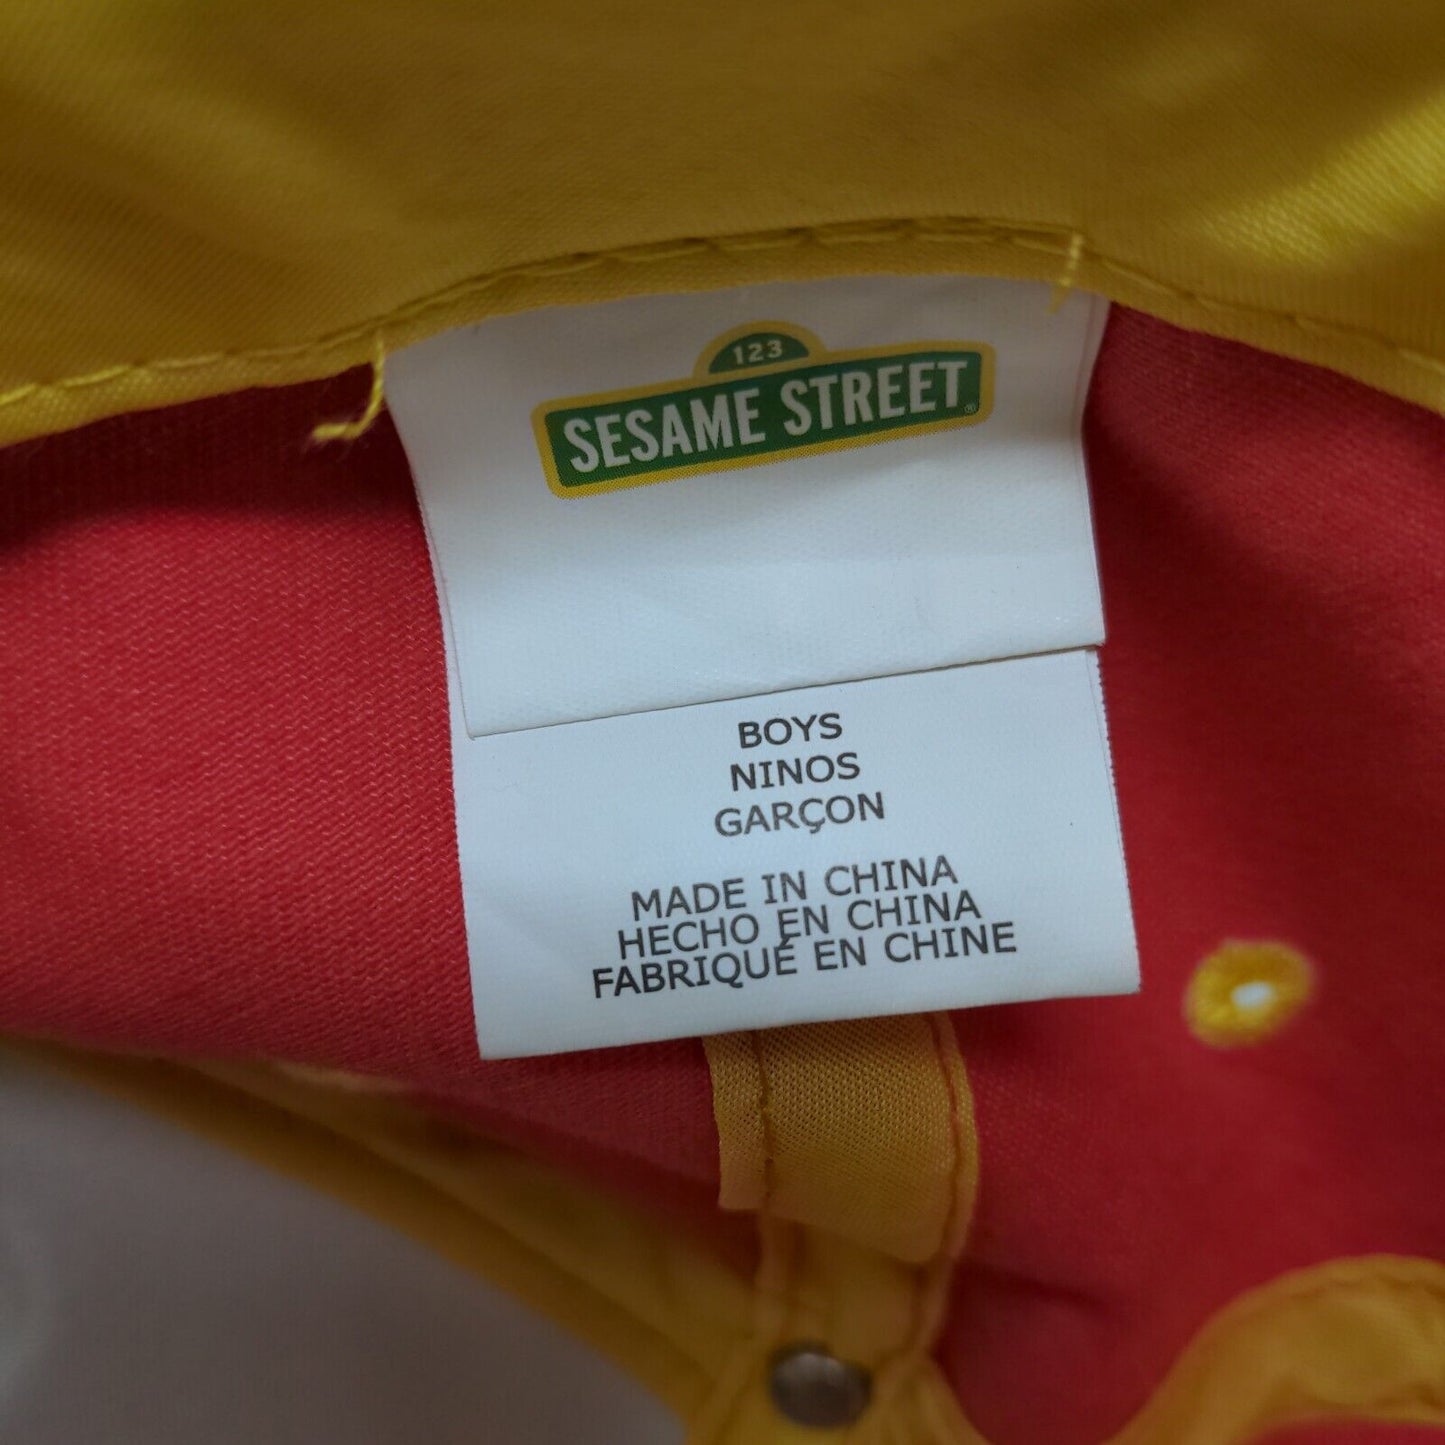 123
SESAME STREET®
BOYS
NINOS
GARÇON
MADE IN CHINA
HECHO EN CHINA
FABRIQUÉ EN CHINE